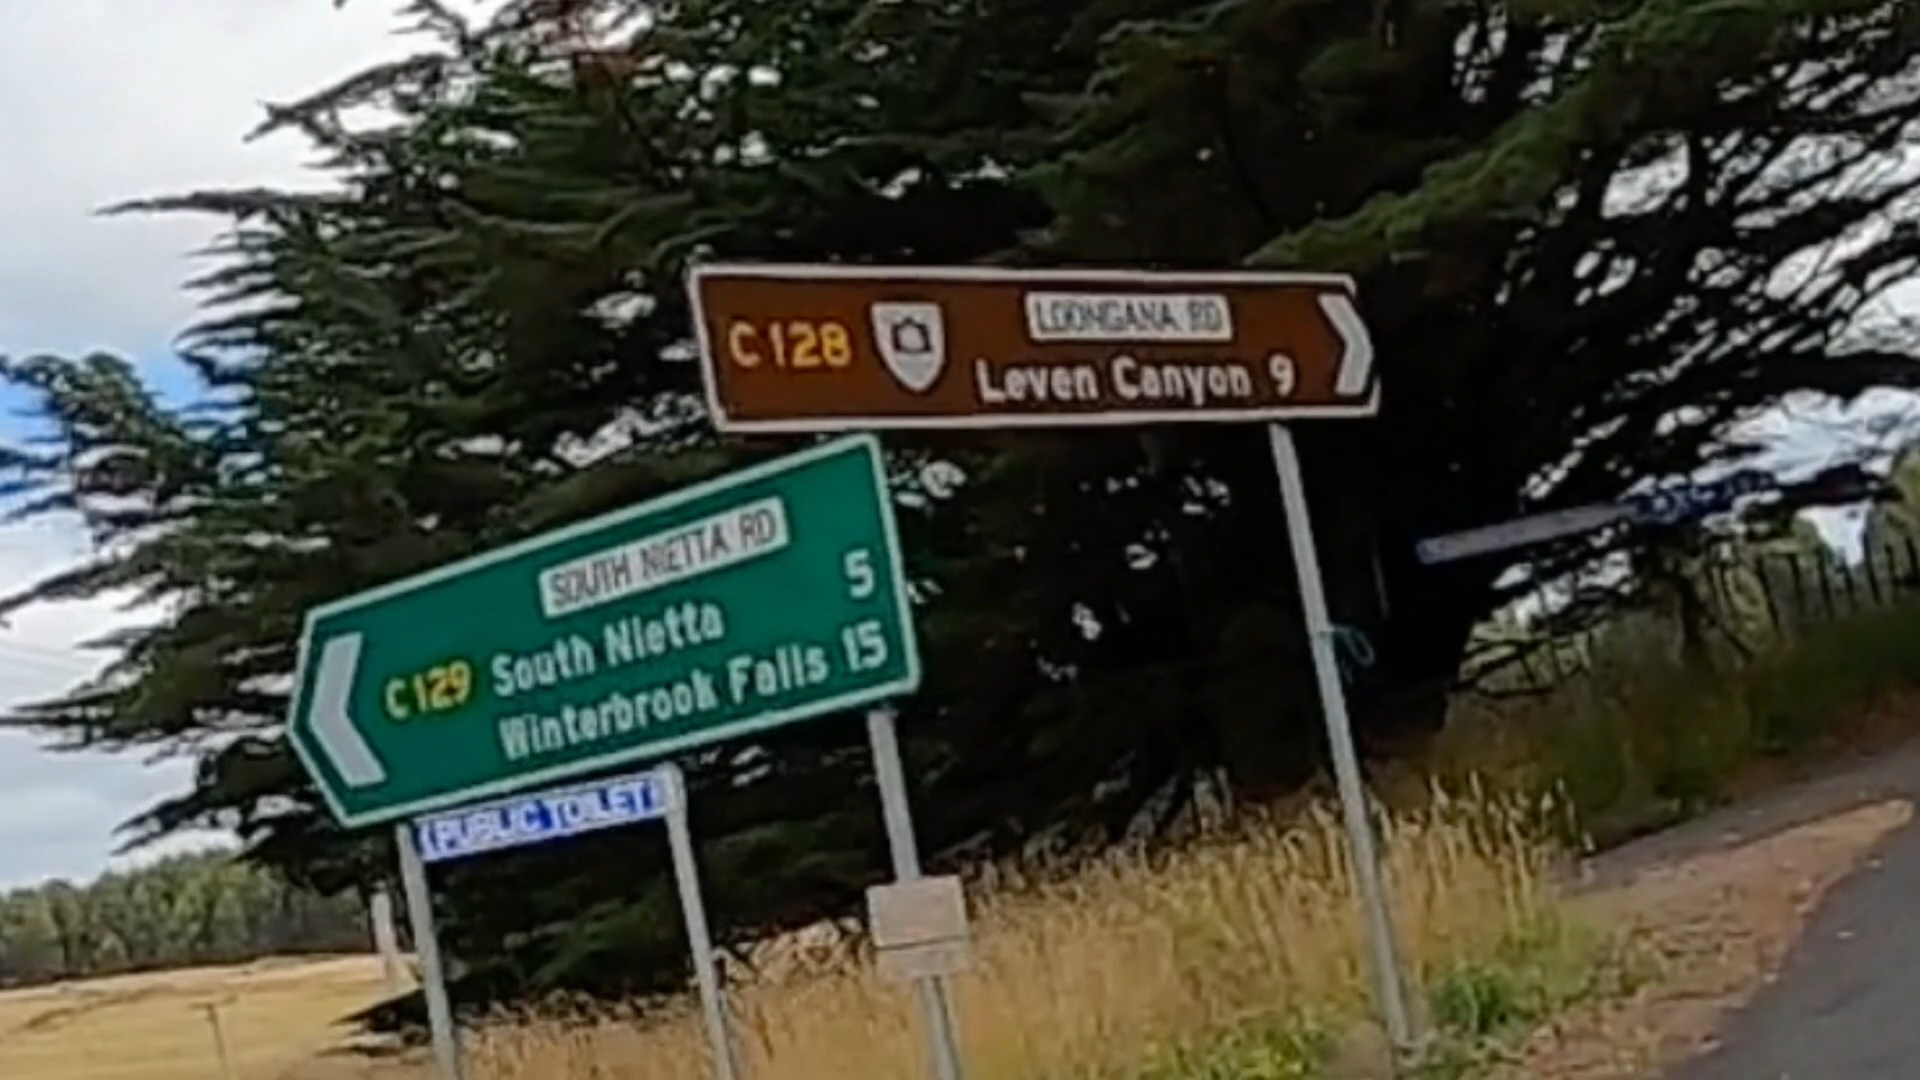 C128
LOONGANA RD
Leven Canyon 9
SOUTH NIETTA RD
C129 South Nietta 5
Winterbrook Falls 15
PUBLIC TOILET